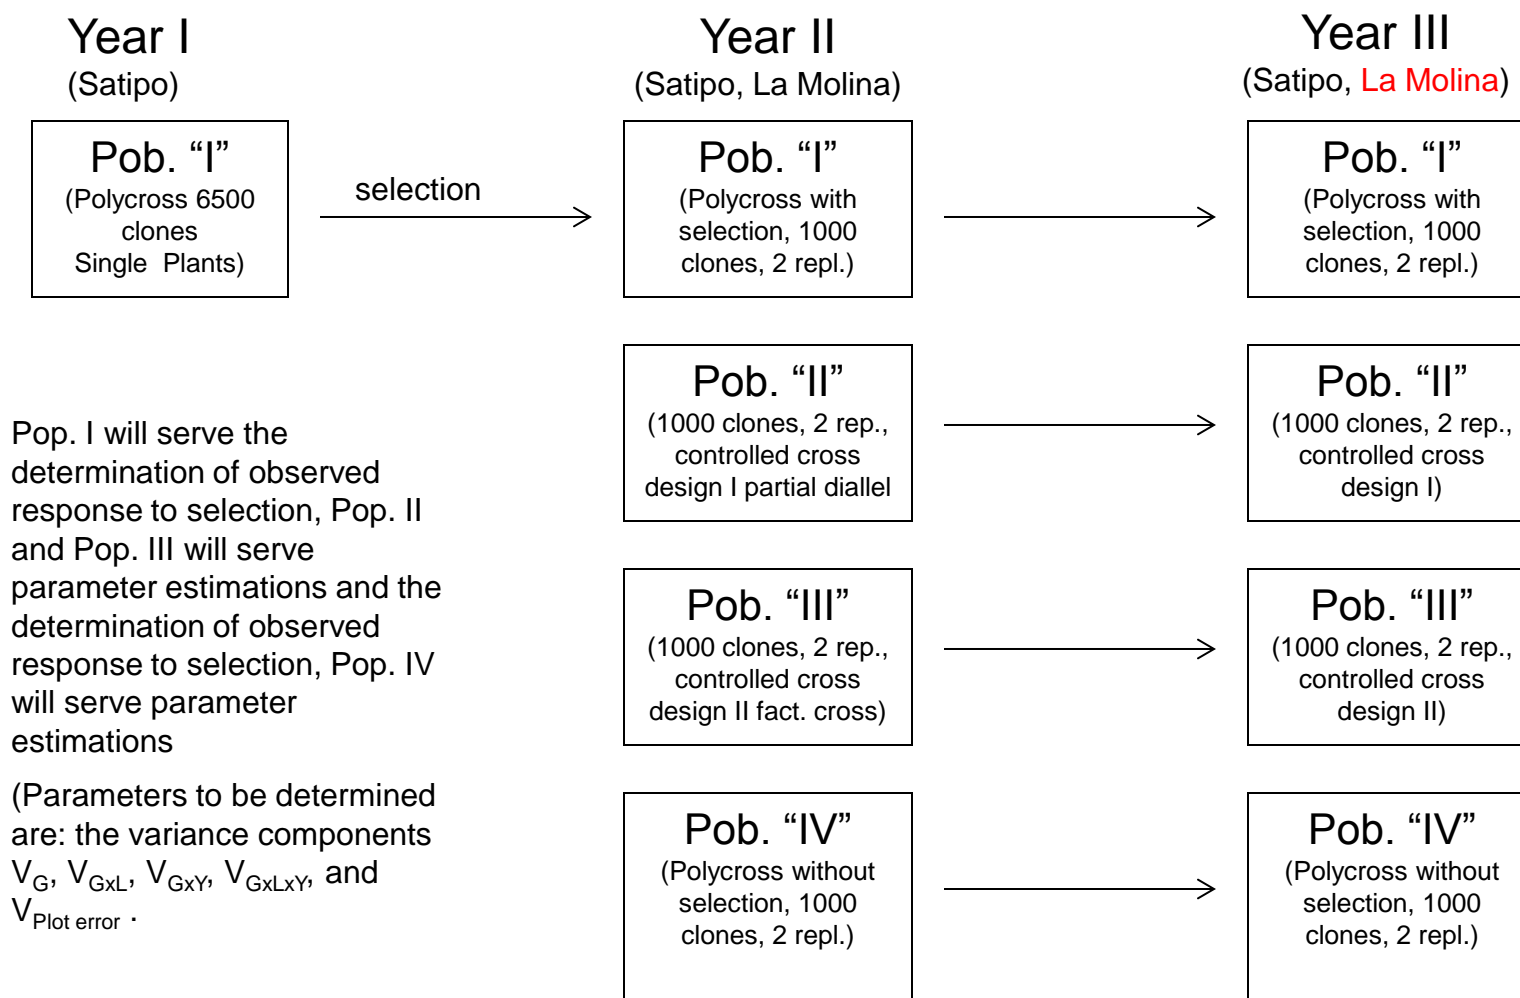 Year I
(Satipo)
Year II
(Satipo, La Molina)
Year III
(Satipo, La Molina)
Pob. “I”
(Polycross 6500
clones
Single Plants)
selection
Pob. “I”
(Polycross with
selection, 1000
clones, 2 repl.)
Pob. “I”
(Polycross with
selection, 1000
clones, 2 repl.)
Pob. “II”
(1000 clones, 2 rep.,
controlled cross
design I partial diallel
Pob. “II”
(1000 clones, 2 rep.,
controlled cross
design I)
Pop. I will serve the
determination of observed
response to selection, Pop. II
and Pop. III will serve
parameter estimations and the
determination of observed
response to selection, Pop. IV
will serve parameter
estimations
Pob. “III”
(1000 clones, 2 rep.,
controlled cross
design II fact. cross)
Pob. “III”
(1000 clones, 2 rep.,
controlled cross
design II)
(Parameters to be determined
are: the variance components
VG, VGxL, VGxY, VGxLxY, and
VPlot error .
Pob. “IV”
(Polycross without
selection, 1000
clones, 2 repl.)
Pob. “IV”
(Polycross without
selection, 1000
clones, 2 repl.)